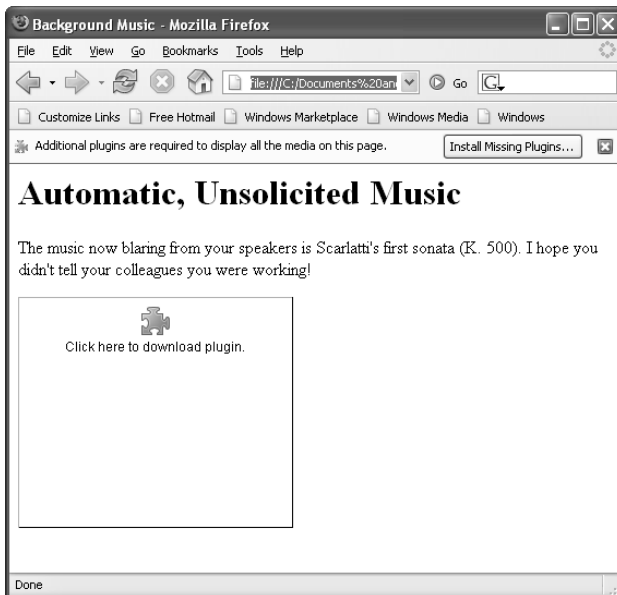 Background Music - Mozilla Firefox
File Edit View Go Bookmarks Tools Help
file:///C:/Documents%20an Go G
Customize Links Free Hotmail Windows Marketplace Windows Media Windows
Additional plugins are required to display all the media on this page. Install Missing Plugins...
Automatic, Unsolicited Music
The music now blaring from your speakers is Scarlatti's first sonata (K. 500). I hope you
didn't tell your colleagues you were working!
Click here to download plugin.
Done